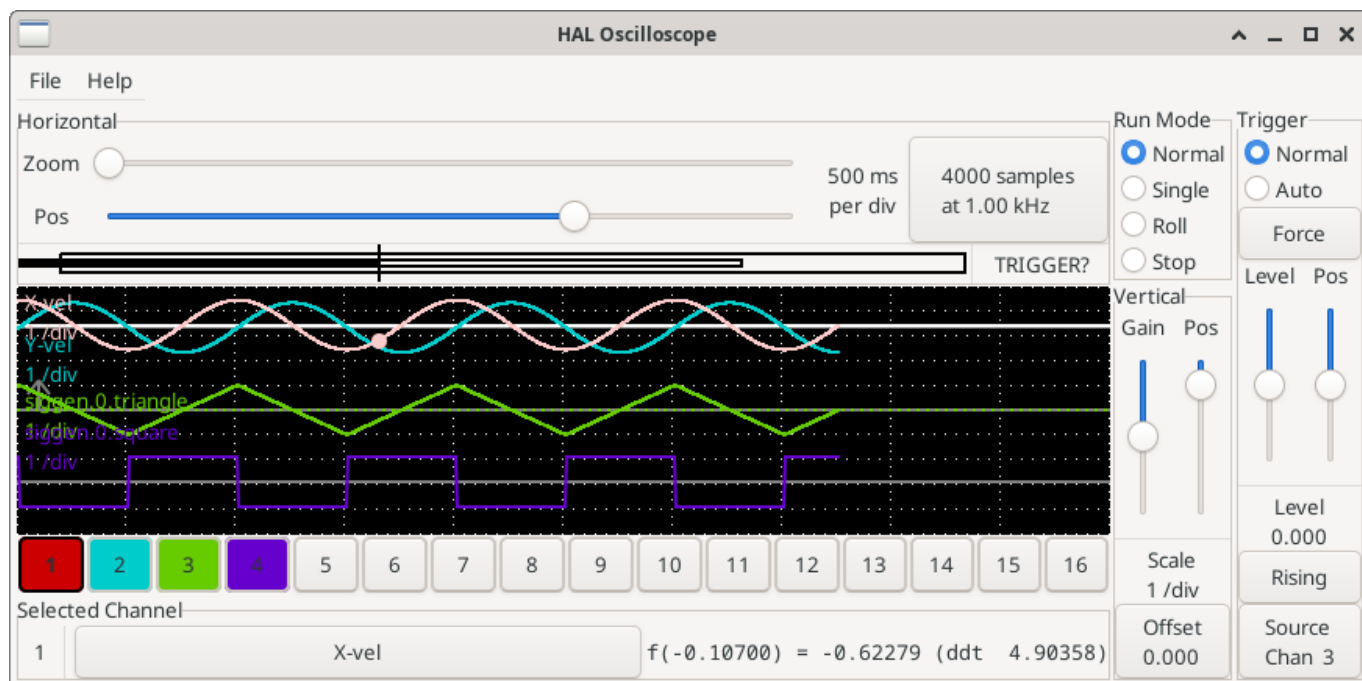 HAL Oscilloscope
File Help
Horizontal
Zoom
Pos
500 ms
per div
4000 samples
at 1.00 kHz
TRIGGER?
X-vel
1 /div
Y-vel
1 /div
siggen.0.triangle
1 /div
siggen.0.square
1 /div
1 2 3 4 5 6 7 8 9 10 11 12 13 14 15 16
Selected Channel
1 X-vel f(-0.10700) = -0.62279 (ddt 4.90358)
Run Mode
Normal
Single
Roll
Stop
Vertical
Gain Pos
Scale
1 /div
Offset
0.000
Trigger
Normal
Auto
Force
Level Pos
Level
0.000
Rising
Source
Chan 3